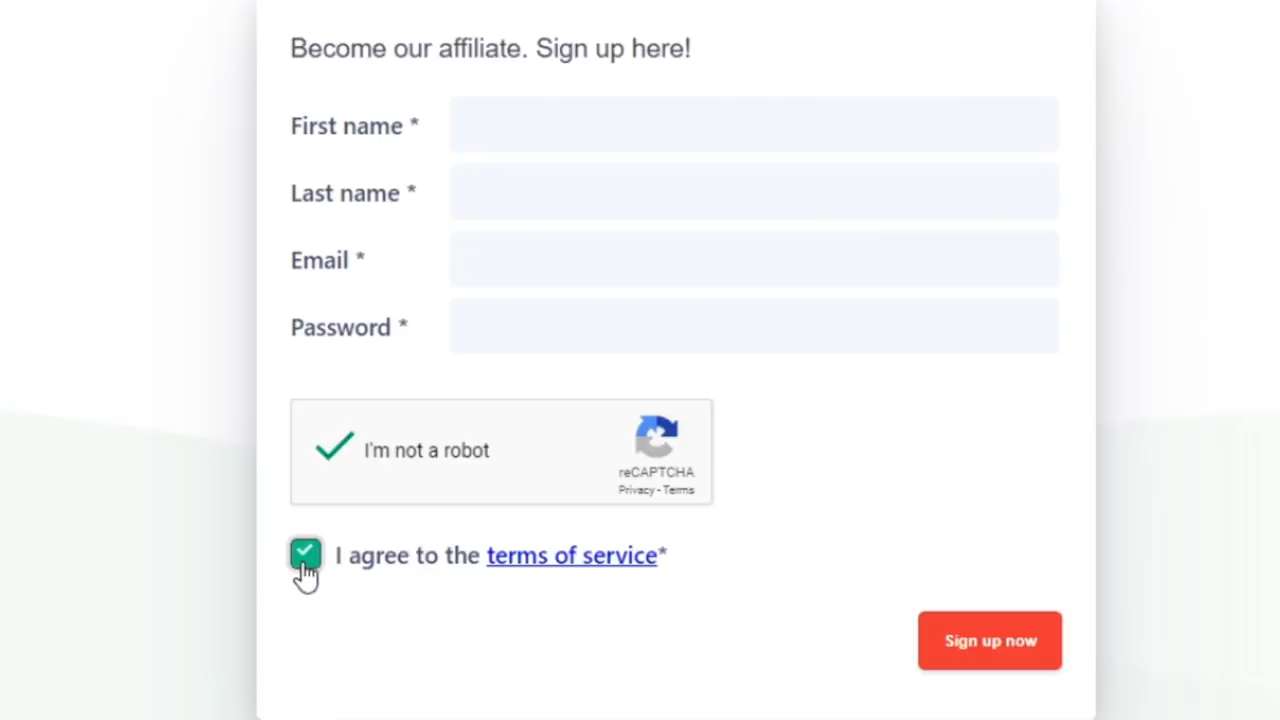 Become our affiliate. Sign up here!
First name *
Last name *
Email *
Password *
I'm not a robot
reCAPTCHA
Privacy - Terms
I agree to the terms of service*
Sign up now